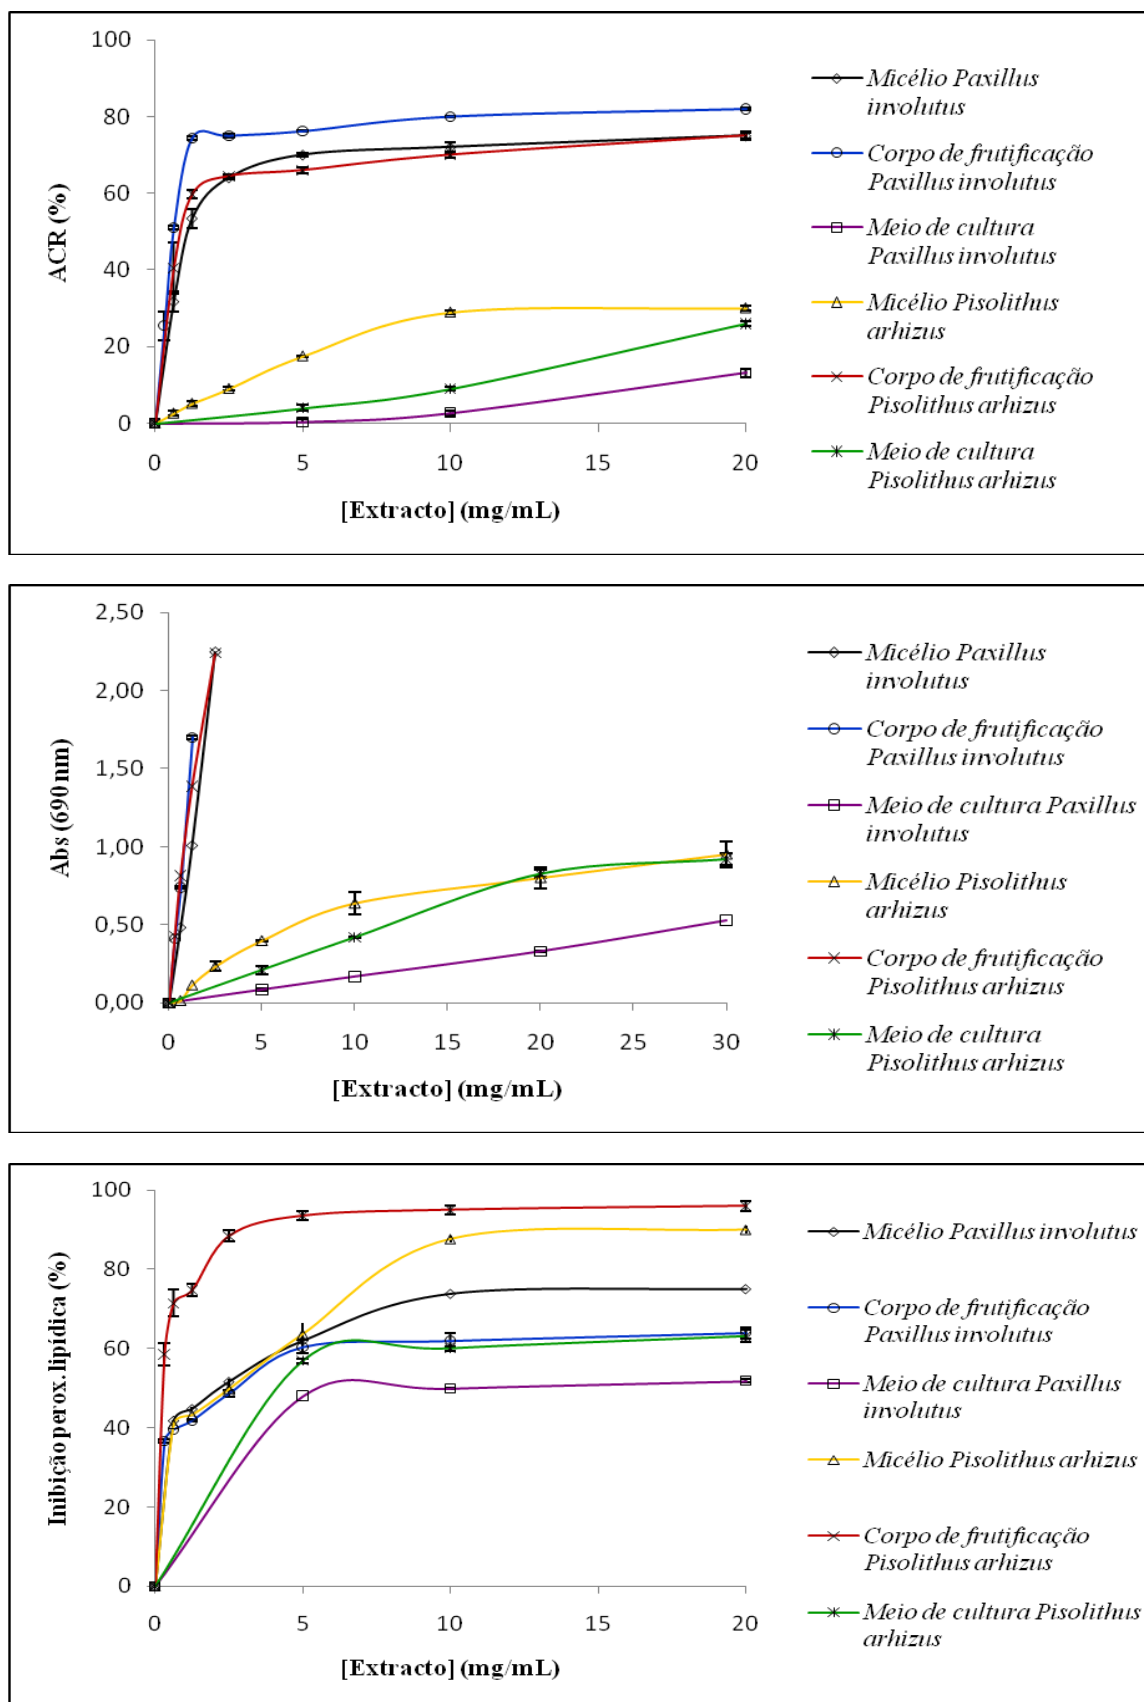 100
80
60
40
20
0
ACR (%)
0 5 10 15 20
[Extracto] (mg/mL)
Micélio Paxillus
involutus
Corpo de frutificação
Paxillus involutus
Meio de cultura
Paxillus involutus
Micélio Pisolithus
arhizus
Corpo de frutificação
Pisolithus arhizus
Meio de cultura
Pisolithus arhizus
2,50
2,00
1,50
1,00
0,50
0,00
Abs (690nm)
0 5 10 15 20 25 30
[Extracto] (mg/mL)
Micélio Paxillus
involutus
Corpo de frutificação
Paxillus involutus
Meio de cultura Paxillus
involutus
Micélio Pisolithus
arhizus
Corpo de frutificação
Pisolithus arhizus
Meio de cultura
Pisolithus arhizus
100
80
60
40
20
0
Inibição perox. lipídica (%)
0 5 10 15 20
[Extracto] (mg/mL)
Micélio Paxillus involutus
Corpo de frutificação
Paxillus involutus
Meio de cultura Paxillus
involutus
Micélio Pisolithus arhizus
Corpo de frutificação
Pisolithus arhizus
Meio de cultura Pisolithus
arhizus